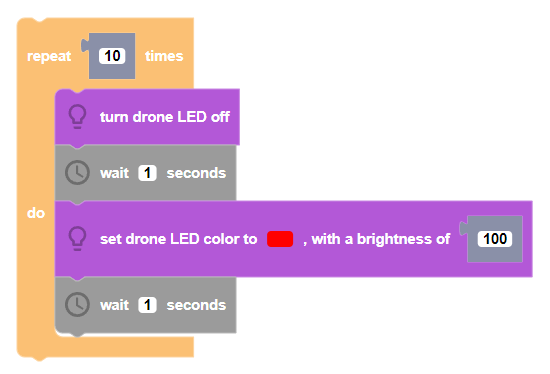 repeat 10 times
turn drone LED off
wait 1 seconds
do
set drone LED color to , with a brightness of 100
wait 1 seconds